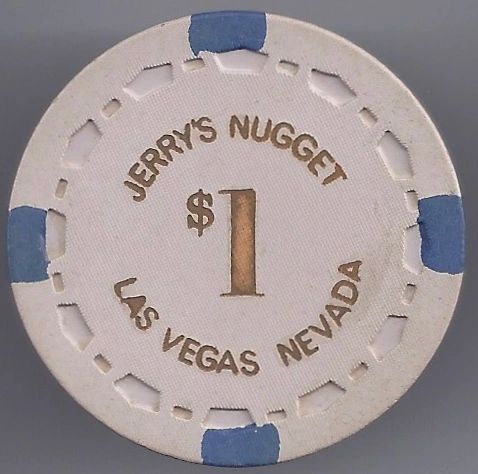 JERRY'S NUGGET
$1
LAS VEGAS NEVADA